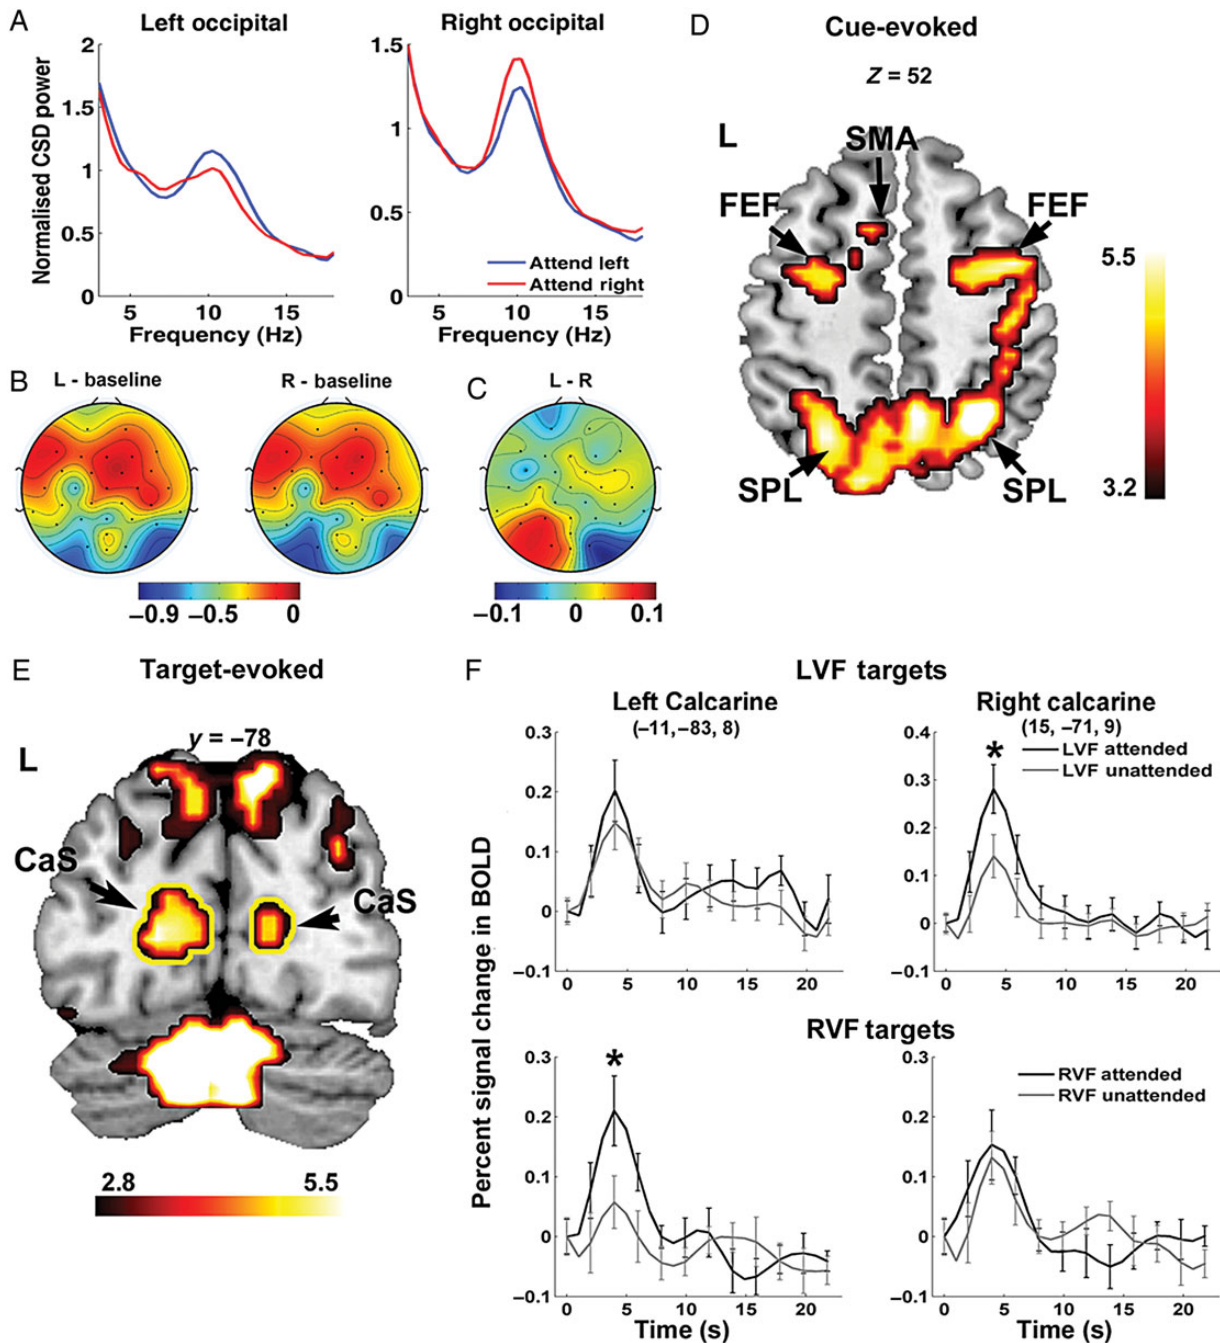 A
Left occipital
Right occipital
Normalised CSD power
2
1.5
1
0.5
0
5
10
15
Frequency (Hz)
1.5
1
0.5
0
5
10
15
Frequency (Hz)
Attend left
Attend right
B
L - baseline
R - baseline
−0.9 −0.5 0
C
L - R
−0.1 0 0.1
D
Cue-evoked
Z = 52
L
SMA
FEF
FEF
SPL
SPL
5.5
3.2
E
Target-evoked
y = −78
L
CaS
CaS
2.8
5.5
F
LVF targets
Left Calcarine
(−11,−83, 8)
Right calcarine
(15, −71, 9)
Percent signal change in BOLD
0.3
0.2
0.1
0
−0.1
0 5 10 15 20
*
LVF attended
LVF unattended
0.4
0.3
0.2
0.1
0
−0.1
0 5 10 15 20
RVF targets
*
0.3
0.2
0.1
0
−0.1
0 5 10 15 20
Time (s)
RVF attended
RVF unattended
0.3
0.2
0.1
0
−0.1
0 5 10 15 20
Time (s)